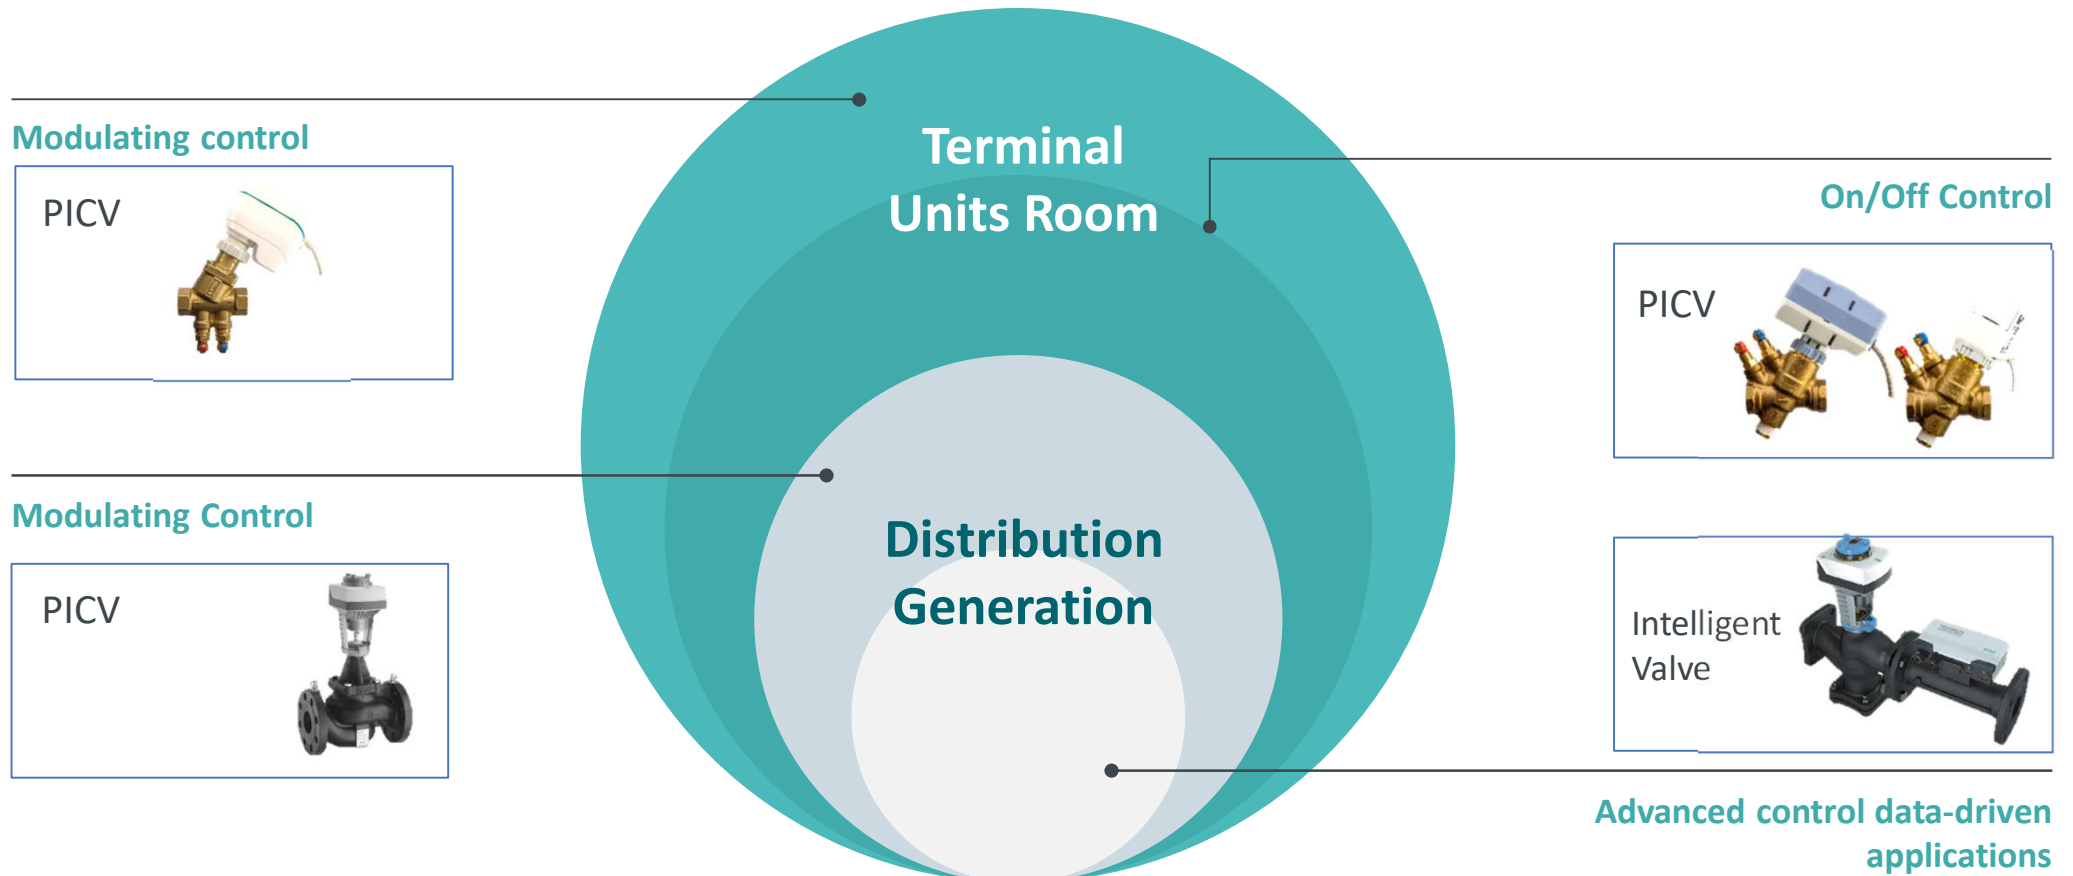 Modulating control
PICV
Terminal
Units Room
On/Off Control
PICV
Modulating Control
PICV
Distribution
Generation
Intelligent
Valve
Advanced control data-driven
applications